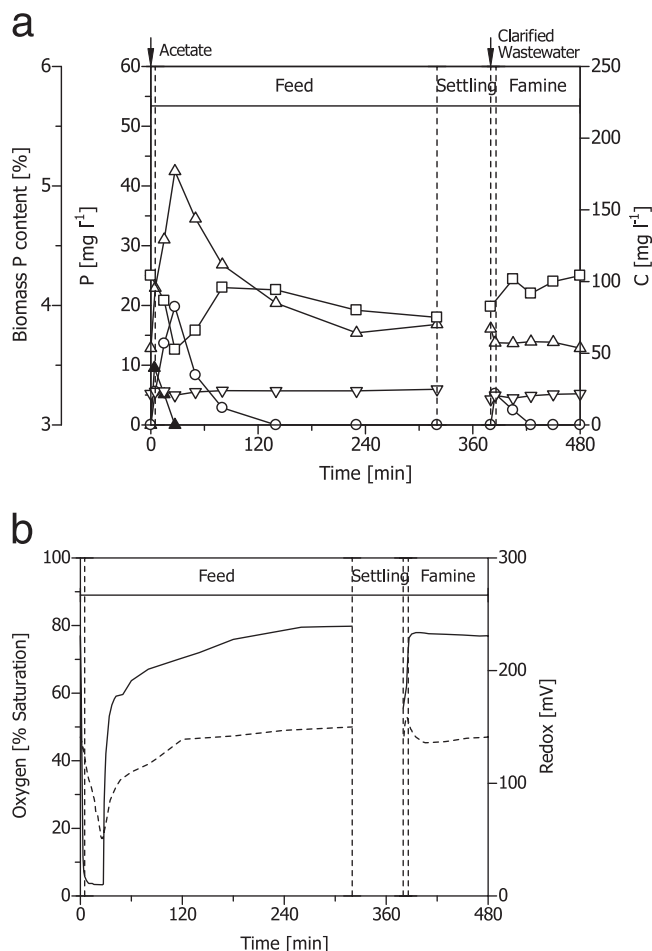 a
Acetate
Clarified
Wastewater
6
60
250
Feed
Settling
Famine
50
200
5
40
150
30
100
4
20
50
10
3
0
0
0
120
240
360
480
Biomass P content [%]
P [mg l⁻¹]
C [mg l⁻¹]
Time [min]
b
100
300
Feed
Settling
Famine
80
200
60
40
100
20
0
0
0
120
240
360
480
Oxygen [% Saturation]
Redox [mV]
Time [min]